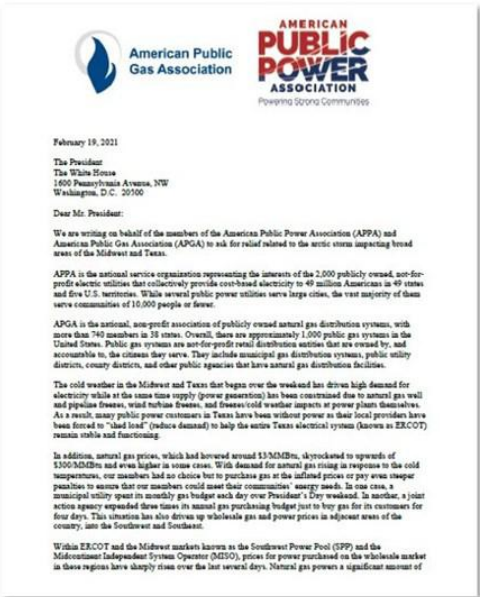 American Public
Gas Association
AMERICAN
PUBLIC
POWER
ASSOCIATION
Powering Strong Communities
February 19, 2021
The President
The White House
1600 Pennsylvania Avenue, NW
Washington, D.C. 20500
Dear Mr. President:
We are writing on behalf of the members of the American Public Power Association (APPA) and
American Public Gas Association (APGA) to ask for relief related to the arctic storm impacting broad
areas of the Midwest and Texas.
APPA is the national service organization representing the interests of the 2,000 publicly owned, not-for-
profit electric utilities that collectively provide cost-based electricity to 49 million Americans in 49 states
and five U.S. territories. While several public power utilities serve large cities, the vast majority of them
serve communities of 10,000 people or fewer.
APGA is the national, non-profit association of publicly owned natural gas distribution systems, with
more than 740 members in 38 states. Overall, there are approximately 1,000 public gas systems in the
United States. Public gas systems are not-for-profit retail distribution entities that are owned by, and
accountable to, the citizens they serve. They include municipal gas distribution systems, public utility
districts, county districts, and other public agencies that have natural gas distribution facilities.
The cold weather in the Midwest and Texas that began over the weekend has driven high demand for
electricity while at the same time supply (power generation) has been constrained due to natural gas well
and pipeline freezes, wind turbine freezes, and freezes/cold weather impacts at power plants themselves.
As a result, many public power customers in Texas have been without power as their local providers have
been forced to "shed load" (reduce demand) to help the entire Texas electrical system (known as ERCOT)
remain stable and functioning.
In addition, natural gas prices, which had hovered around $3/MMBtu, skyrocketed to upwards of
$300/MMBtu and even higher in some cases. With demand for natural gas rising in response to the cold
temperatures, our members had no choice but to purchase gas at the inflated prices or pay even steeper
penalties to ensure that our members could meet their communities' energy needs. In one case, a
municipal utility spent its monthly gas budget each day over President's Day weekend. In another, a joint
action agency expended three times its annual gas purchasing budget just to buy gas for its customers for
four days. This situation has also driven up wholesale gas and power prices in adjacent areas of the
country, into the Southwest and Southeast.
Within ERCOT and the Midwest markets known as the Southwest Power Pool (SPP) and the
Midcontinent Independent System Operator (MISO), prices for power purchased on the wholesale market
in these regions have sharply risen over the last several days. Natural gas powers a significant amount of